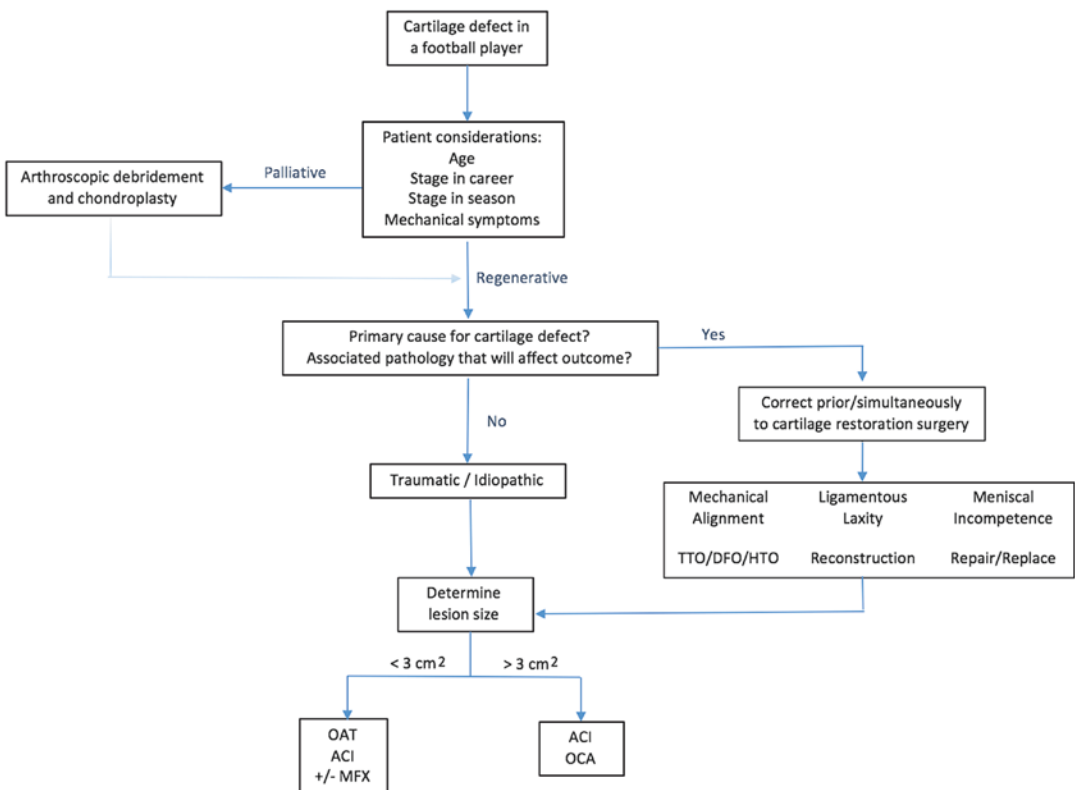 Cartilage defect in
a football player
Patient considerations:
Age
Stage in career
Stage in season
Mechanical symptoms
Palliative
Arthroscopic debridement
and chondroplasty
Regenerative
Primary cause for cartilage defect?
Associated pathology that will affect outcome?
Yes
Correct prior/simultaneously
to cartilage restoration surgery
No
Traumatic / Idiopathic
Mechanical
Alignment
TTO/DFO/HTO
Ligamentous
Laxity
Reconstruction
Meniscal
Incompetence
Repair/Replace
Determine
lesion size
< 3 cm²
> 3 cm²
OAT
ACI
+/- MFX
ACI
OCA